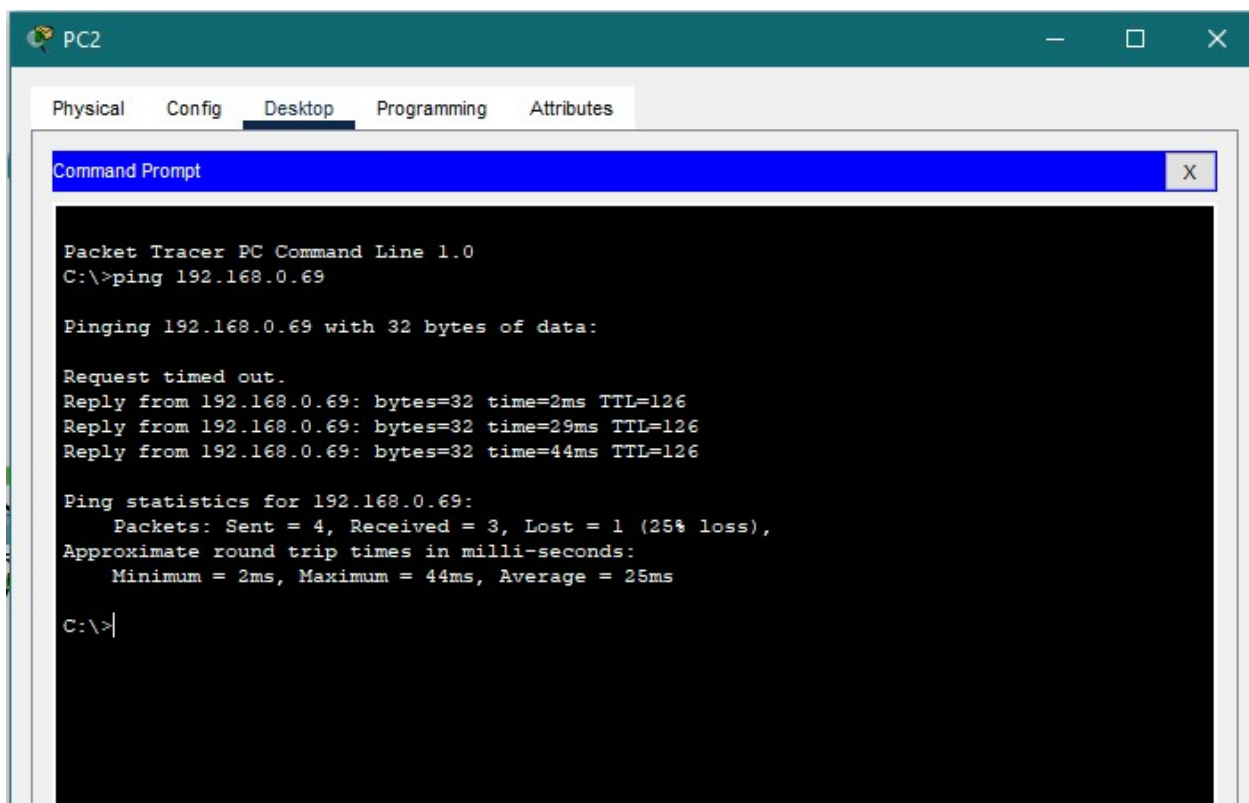 PC2
Physical Config Desktop Programming Attributes
Command Prompt
X
Packet Tracer PC Command Line 1.0
C:\>ping 192.168.0.69
Pinging 192.168.0.69 with 32 bytes of data:
Request timed out.
Reply from 192.168.0.69: bytes=32 time=2ms TTL=126
Reply from 192.168.0.69: bytes=32 time=29ms TTL=126
Reply from 192.168.0.69: bytes=32 time=44ms TTL=126
Ping statistics for 192.168.0.69:
Packets: Sent = 4, Received = 3, Lost = 1 (25% loss),
Approximate round trip times in milli-seconds:
Minimum = 2ms, Maximum = 44ms, Average = 25ms
C:\>